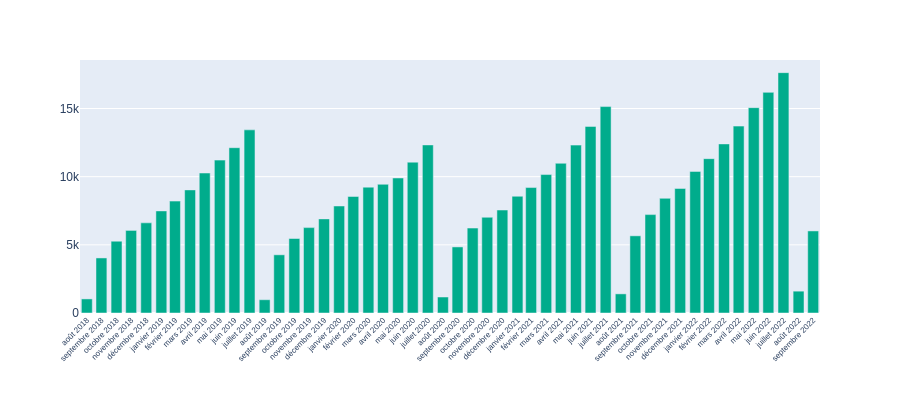 15k
10k
5k
0
août 2018
septembre 2018
octobre 2018
novembre 2018
décembre 2018
janvier 2019
février 2019
mars 2019
avril 2019
mai 2019
juin 2019
juillet 2019
août 2019
septembre 2019
octobre 2019
novembre 2019
décembre 2019
janvier 2020
février 2020
mars 2020
avril 2020
mai 2020
juin 2020
juillet 2020
août 2020
septembre 2020
octobre 2020
novembre 2020
décembre 2020
janvier 2021
février 2021
mars 2021
avril 2021
mai 2021
juin 2021
juillet 2021
août 2021
septembre 2021
octobre 2021
novembre 2021
décembre 2021
janvier 2022
février 2022
mars 2022
avril 2022
mai 2022
juin 2022
juillet 2022
août 2022
septembre 2022